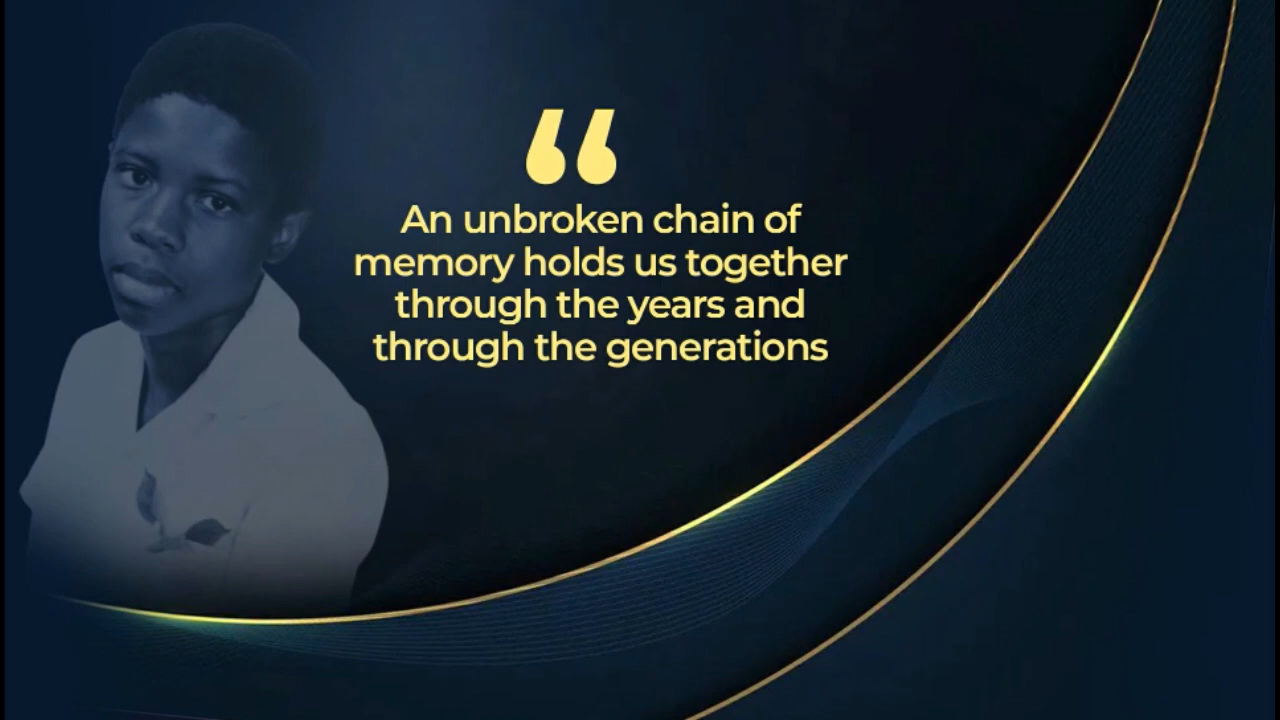 “
An unbroken chain of
memory holds us together
through the years and
through the generations